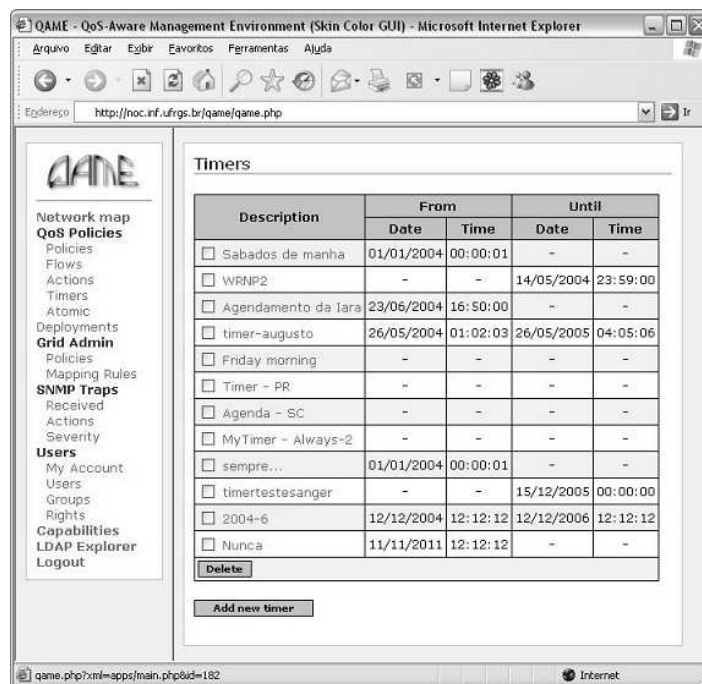 QAME - QoS-Aware Management Environment (Skin Color GUI) - Microsoft Internet Explorer
Arquivo Editar Exibir Favoritos Ferramentas Ajuda
Endereço http://noc.inf.ufrgs.br/qame/qame.php Ir
QAME
Network map
QoS Policies
Policies
Flows
Actions
Timers
Atomic
Deployments
Grid Admin
Policies
Mapping Rules
SNMP Traps
Received
Actions
Severity
Users
My Account
Users
Groups
Rights
Capabilities
LDAP Explorer
Logout
Timers
Description From Until
Date Time Date Time
Sabados de manha 01/01/2004 00:00:01 - -
WRNP2 - - 14/05/2004 23:59:00
Agendamento da Iara 23/06/2004 16:50:00 - -
timer-augusto 26/05/2004 01:02:03 26/05/2005 04:05:06
Friday morning - - - -
Timer - PR - - - -
Agenda - SC - - - -
MyTimer - Always-2 - - - -
sempre... 01/01/2004 00:00:01 - -
timertestesanger - - 15/12/2005 00:00:00
2004-6 12/12/2004 12:12:12 12/12/2006 12:12:12
Nunca 11/11/2011 12:12:12 - -
Delete
Add new timer
qame.php?xml=apps/main.php&id=182 Internet